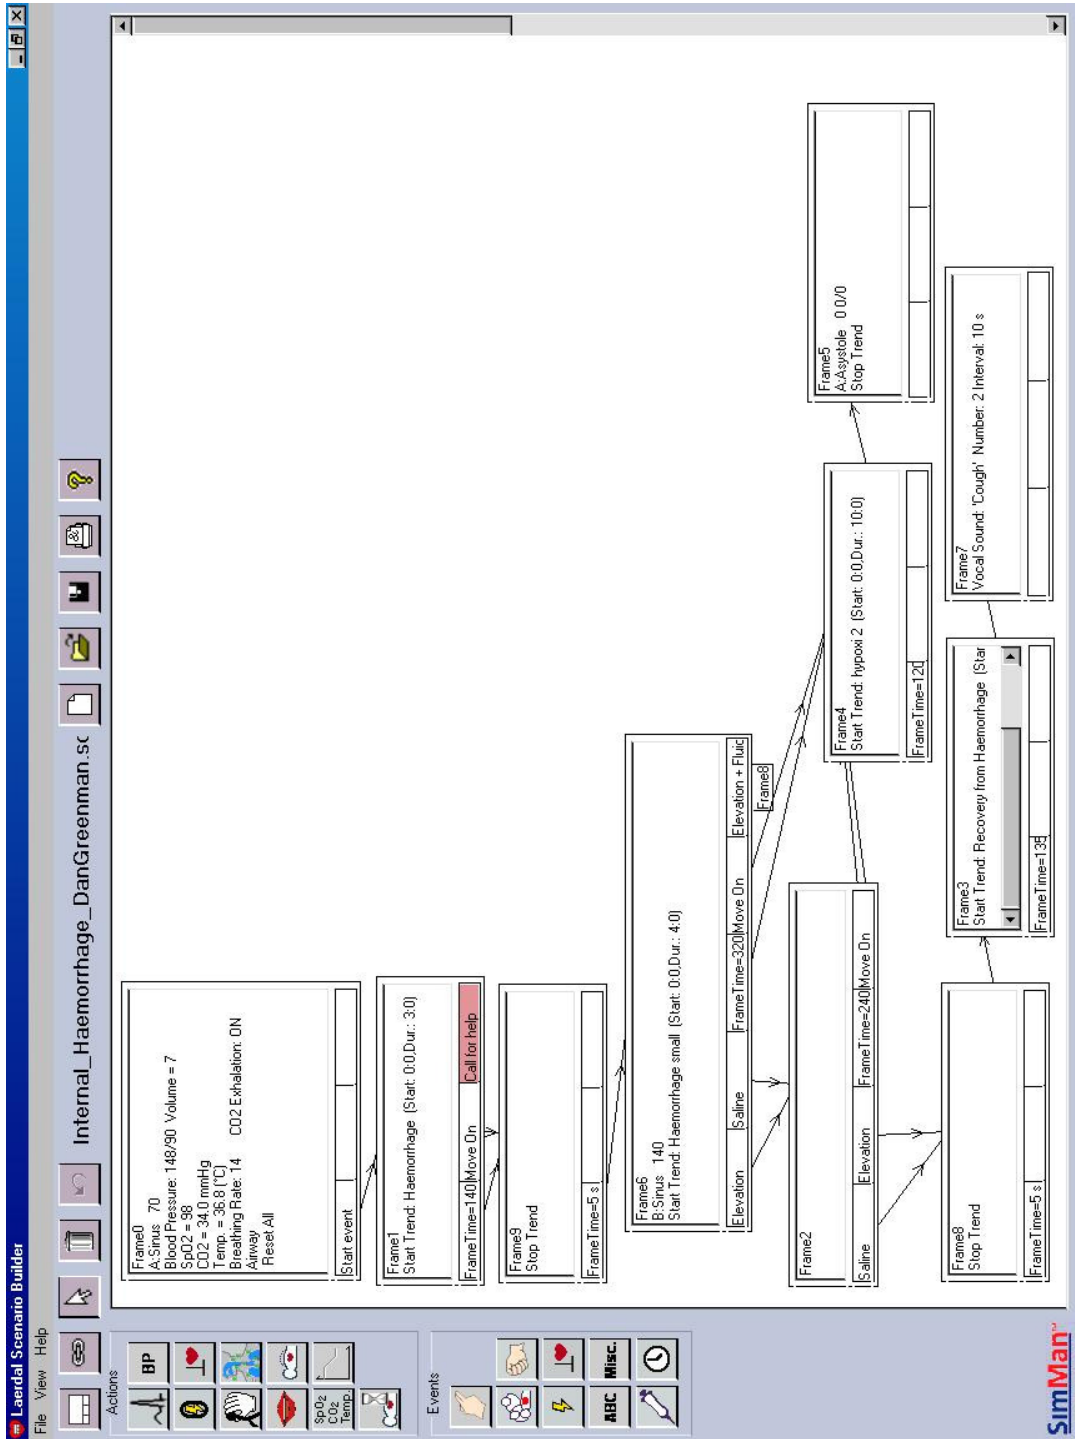 Laerdal Scenario Builder
File View Help
Internal_Haemorrhage_DanGreenman.sc
Actions
BP
SpO2
CO2
Temp.
Events
ABC
Misc.
SimMan™
Frame0
A:Sinus 70
Blood Pressure: 148/90 Volume = 7
SpO2 = 98
CO2 = 34.0 mmHg
Temp. = 36.8 (°C)
Breathing Rate: 14 CO2 Exhalation: ON
Airway
Reset All
Start event
Frame1
Start Trend: Haemorrhage (Start: 0:0,Dur.: 3:0)
FrameTime=140 Move On Call for help
Frame9
Stop Trend
FrameTime=5 s
Frame6
B:Sinus 140
Start Trend: Haemorrhage small (Start: 0:0,Dur.: 4:0)
Elevation Saline FrameTime=320 Move On Elevation + Fluic
Frame8
Frame2
Saline Elevation FrameTime=240 Move On
Frame4
Start Trend: hypoxi 2 (Start: 0:0,Dur.: 10:0)
FrameTime=120
Frame5
A:Asystole 0 0/0
Stop Trend
Frame8
Stop Trend
FrameTime=5 s
Frame3
Start Trend: Recovery from Haemorrhage (Star
FrameTime=135
Frame7
Vocal Sound: 'Cough' Number: 2 Interval: 10 s